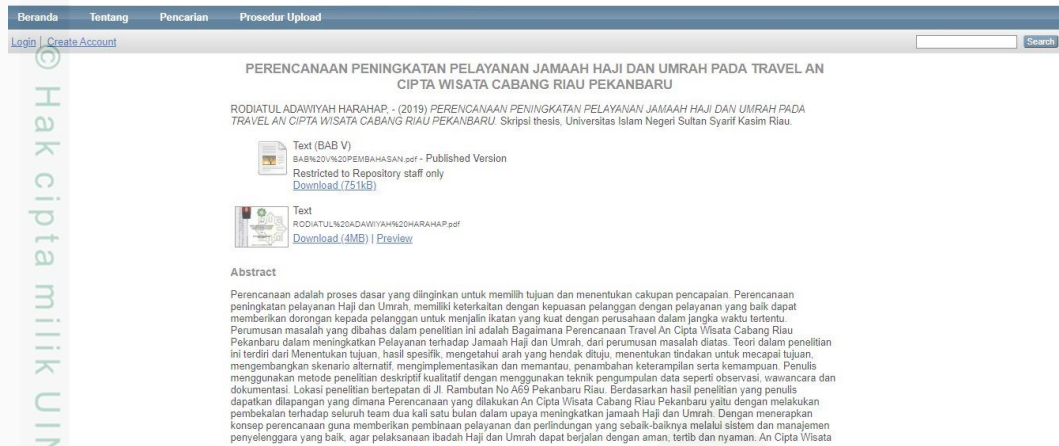 Beranda Tentang Pencarian Prosedur Upload
Login | Create Account Search
© Hak cipta milik UIN
PERENCANAAN PENINGKATAN PELAYANAN JAMAAH HAJI DAN UMRAH PADA TRAVEL AN
CIPTA WISATA CABANG RIAU PEKANBARU
RODIATUL ADAWIYAH HARAHAP, - (2019) PERENCANAAN PENINGKATAN PELAYANAN JAMAAH HAJI DAN UMRAH PADA
TRAVEL AN CIPTA WISATA CABANG RIAU PEKANBARU. Skripsi thesis, Universitas Islam Negeri Sultan Syarif Kasim Riau.
Text (BAB V)
BAB%20V%20PEMBAHASAN.pdf - Published Version
Restricted to Repository staff only
Download (751kB)
Text
RODIATUL%20ADAWIYAH%20HARAHAP.pdf
Download (4MB) | Preview
Abstract
Perencanaan adalah proses dasar yang diinginkan untuk memilih tujuan dan menentukan cakupan pencapaian. Perencanaan
peningkatan pelayanan Haji dan Umrah, memiliki keterkaitan dengan kepuasan pelanggan dengan pelayanan yang baik dapat
memberikan dorongan kepada pelanggan untuk menjalin ikatan yang kuat dengan perusahaan dalam jangka waktu tertentu.
Perumusan masalah yang dibahas dalam penelitian ini adalah Bagaimana Perencanaan Travel An Cipta Wisata Cabang Riau
Pekanbaru dalam meningkatkan Pelayanan terhadap Jamaah Haji dan Umrah, dari perumusan masalah diatas. Teori dalam penelitian
ini terdiri dari Menentukan tujuan, hasil spesifik, mengetahui arah yang hendak dituju, menentukan tindakan untuk mecapai tujuan,
mengembangkan skenario alternatif, mengimplementasikan dan memantau, penambahan keterampilan serta kemampuan. Penulis
menggunakan metode penelitian deskriptif kualitatif dengan menggunakan teknik pengumpulan data seperti observasi, wawancara dan
dokumentasi. Lokasi penelitian bertepatan di Jl. Rambutan No A69 Pekanbaru Riau. Berdasarkan hasil penelitian yang penulis
dapatkan dilapangan yang dimana Perencanaan yang dilakukan An Cipta Wisata Cabang Riau Pekanbaru yaitu dengan melakukan
pembekalan terhadap seluruh team dua kali satu bulan dalam upaya meningkatkan jamaah Haji dan Umrah. Dengan menerapkan
konsep perencanaan guna memberikan pembinaan pelayanan dan perlindungan yang sebaik-baiknya melalui sistem dan manajemen
penyelenggara yang baik, agar pelaksanaan ibadah Haji dan Umrah dapat berjalan dengan aman, tertib dan nyaman. An Cipta Wisata